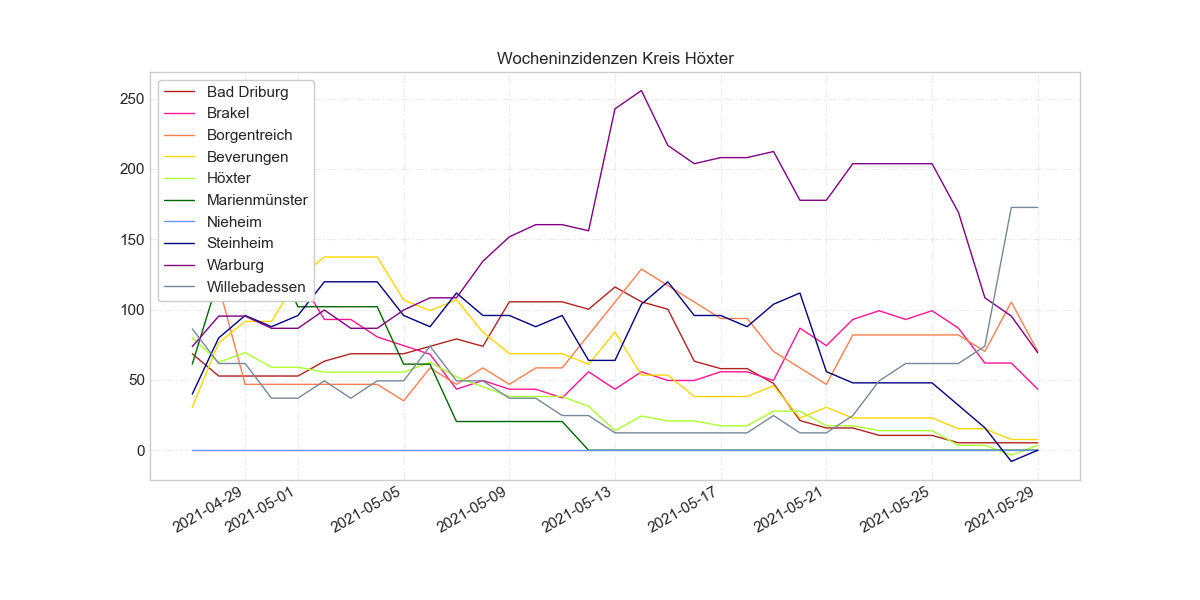 Wocheninzidenzen Kreis Höxter
250
200
150
100
50
0
Bad Driburg
Brakel
Borgentreich
Beverungen
Höxter
Marienmünster
Nieheim
Steinheim
Warburg
Willebadessen
2021-04-29
2021-05-01
2021-05-05
2021-05-09
2021-05-13
2021-05-17
2021-05-21
2021-05-25
2021-05-29